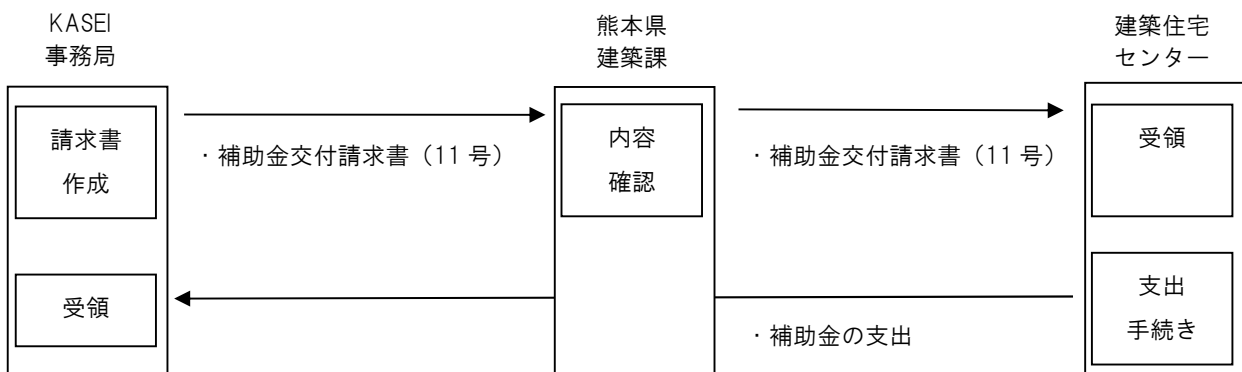 KASEI
事務局
熊本県
建築課
建築住宅
センター
請求書
作成
・補助金交付請求書（11号）
内容
確認
・補助金交付請求書（11号）
受領
受領
・補助金の支出
支出
手続き